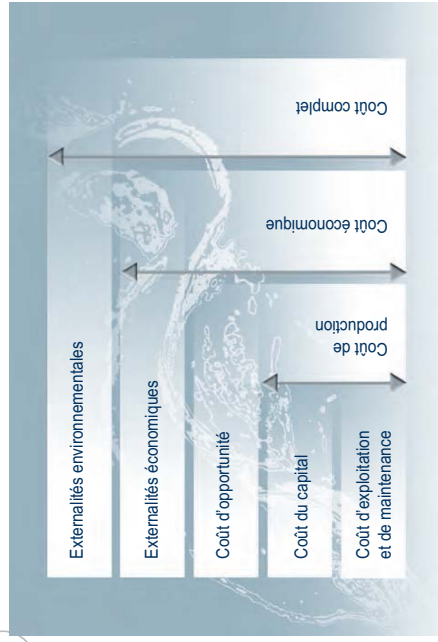 Externalités environnementales
Externalités économiques
Coût d'opportunité
Coût du capital
Coût d'exploitation
et de maintenance
Coût de
production
Coût économique
Coût complet